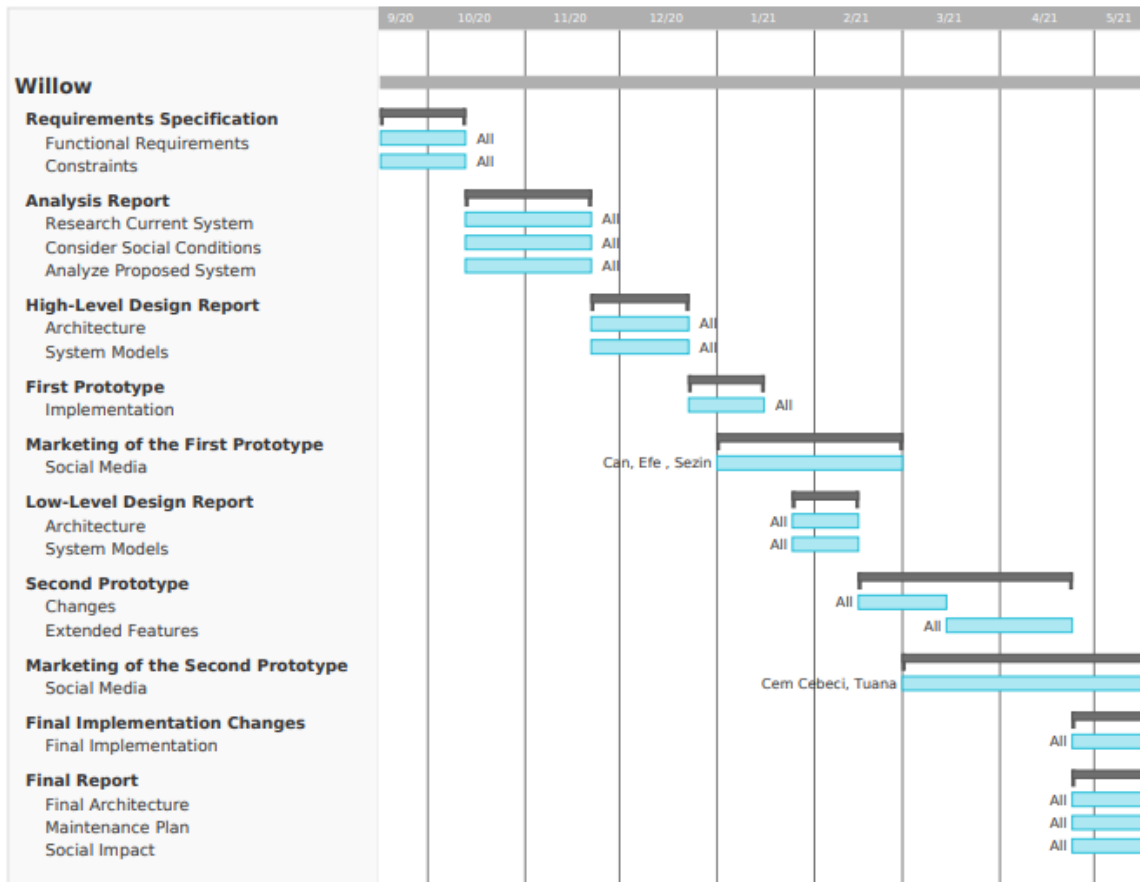 9/20 10/20 11/20 12/20 1/21 2/21 3/21 4/21 5/21
Willow
Requirements Specification
Functional Requirements All
Constraints All
Analysis Report
Research Current System All
Consider Social Conditions All
Analyze Proposed System All
High-Level Design Report
Architecture All
System Models All
First Prototype
Implementation All
Marketing of the First Prototype
Social Media Can, Efe , Sezin
Low-Level Design Report
Architecture All
System Models All
Second Prototype
Changes All
Extended Features All
Marketing of the Second Prototype
Social Media Cem Cebeci, Tuana
Final Implementation Changes
Final Implementation All
Final Report
Final Architecture All
Maintenance Plan All
Social Impact All